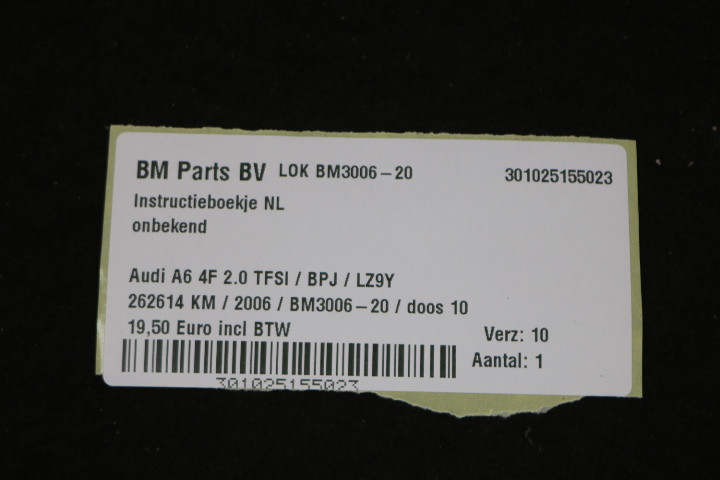 BM Parts BV LOK BM3006-20 301025155023
Instructieboekje NL
onbekend
Audi A6 4F 2.0 TFSI / BPJ / LZ9Y
262614 KM / 2006 / BM3006-20 / doos 10
19,50 Euro incl BTW Verz: 10
Aantal: 1
301025155023